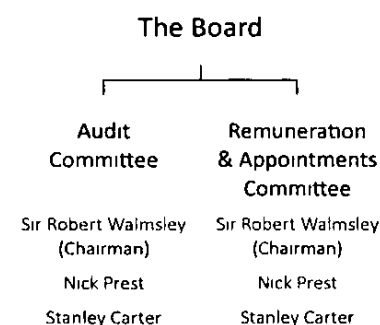 The Board
Audit
Committee
Sir Robert Walmsley
(Chairman)
Nick Prest
Stanley Carter
Remuneration
& Appointments
Committee
Sir Robert Walmsley
(Chairman)
Nick Prest
Stanley Carter